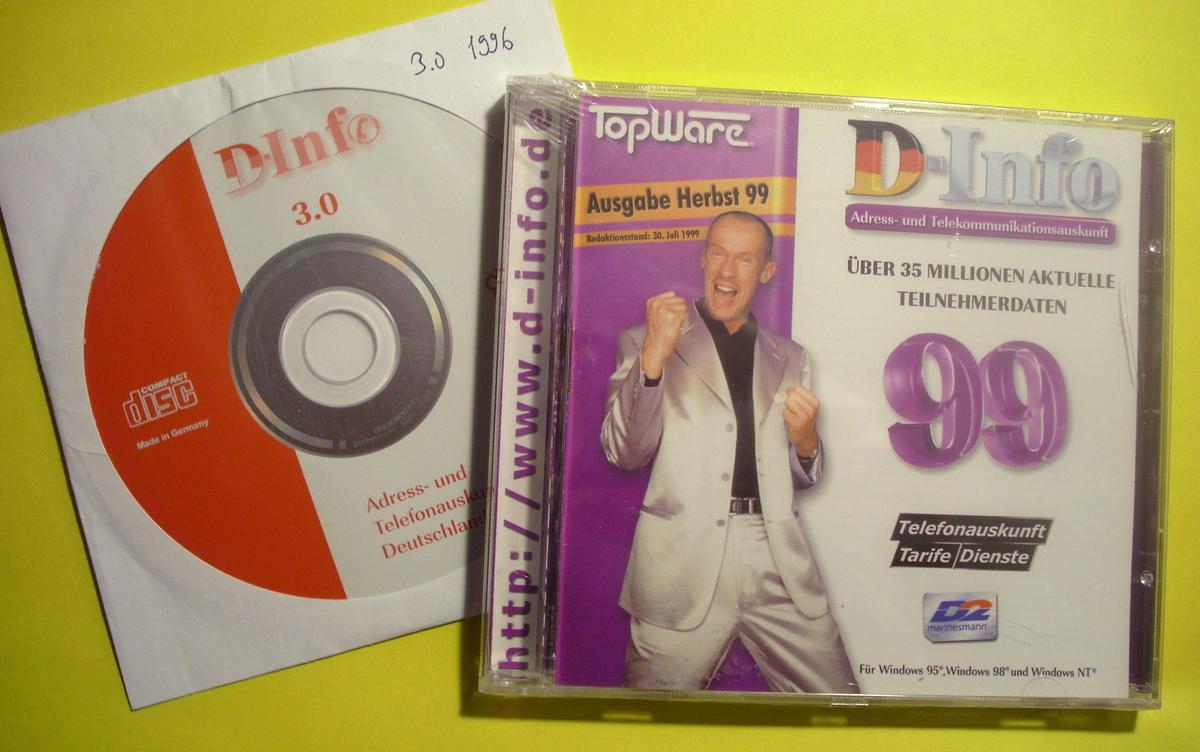 3.0 1996
D-Info
3.0
COMPACT
disc
Made in Germany
Adress- und
Deutschland
http://www.d-info.de
TOPWARE
Ausgabe Herbst 99
Redaktionsstand: 30. Juli 1999
D-Info
Adress- und Telekommunikationsauskunft
ÜBER 35 MILLIONEN AKTUELLE
TEILNEHMERDATEN
99
Telefonauskunft
Tarife/Dienste
D2
mannesmann
Für Windows 95®, Windows 98® und Windows NT®